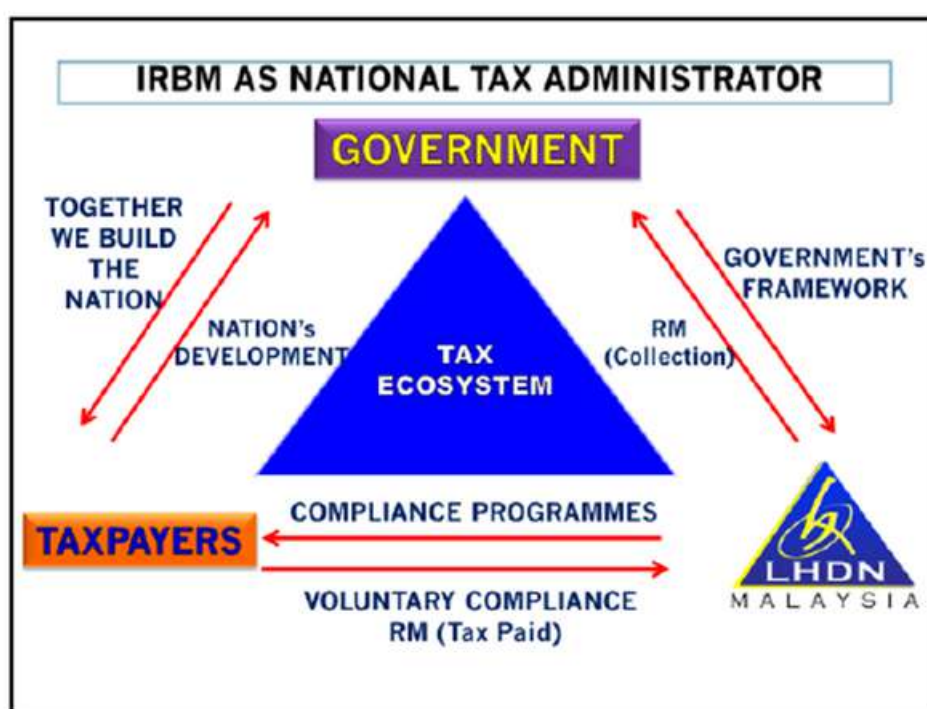 IRBM AS NATIONAL TAX ADMINISTRATOR
GOVERNMENT
TOGETHER
WE BUILD
THE
NATION
NATION's
DEVELOPMENT
TAX
ECOSYSTEM
RM
(Collection)
GOVERNMENT's
FRAMEWORK
TAXPAYERS
COMPLIANCE PROGRAMMES
VOLUNTARY COMPLIANCE
RM (Tax Paid)
LHDN
MALAYSIA